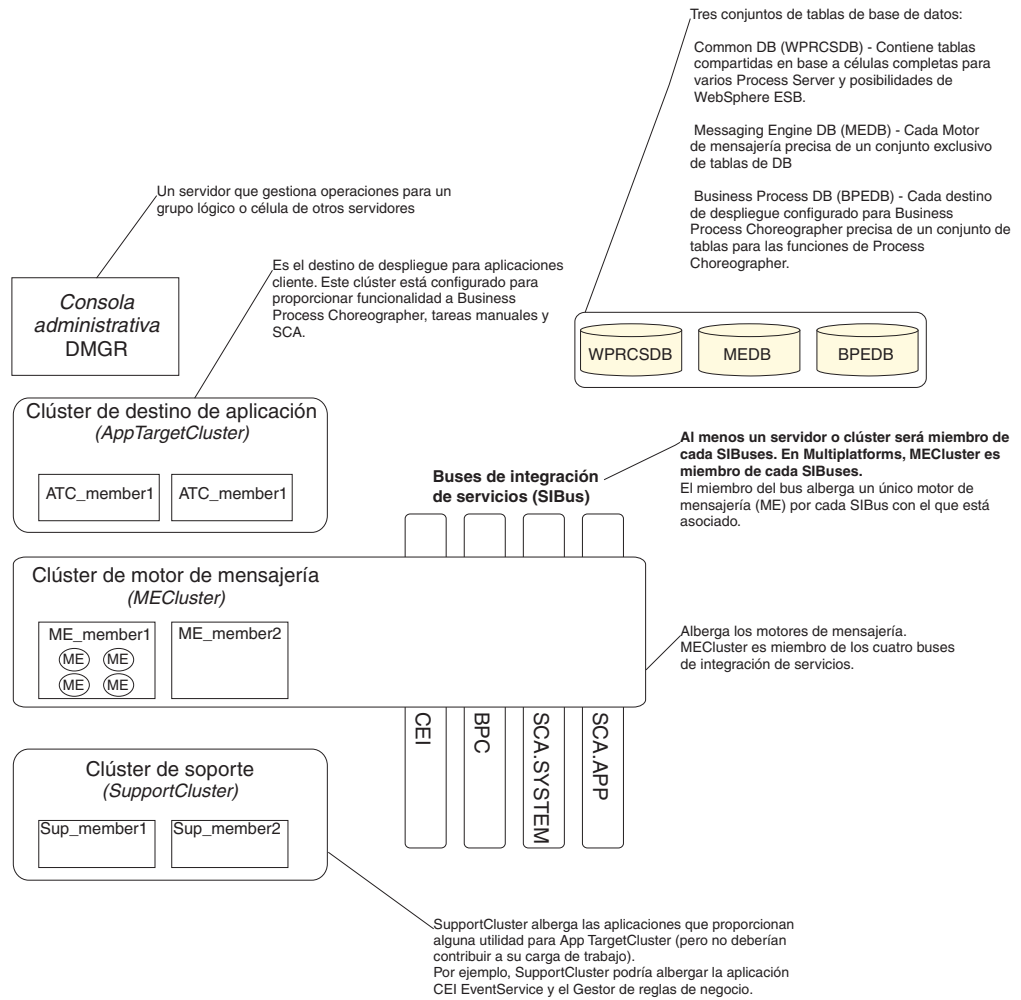 Tres conjuntos de tablas de base de datos:
Common DB (WPRCSDB) - Contiene tablas
compartidas en base a células completas para
varios Process Server y posibilidades de
WebSphere ESB.
Messaging Engine DB (MEDB) - Cada Motor
de mensajería precisa de un conjunto exclusivo
de tablas de DB
Business Process DB (BPEDB) - Cada destino
de despliegue configurado para Business
Process Choreographer precisa de un conjunto de
tablas para las funciones de Process
Choreographer.
Un servidor que gestiona operaciones para un
grupo lógico o célula de otros servidores
Es el destino de despliegue para aplicaciones
cliente. Este clúster está configurado para
proporcionar funcionalidad a Business
Process Choreographer, tareas manuales y
SCA.
Consola
administrativa
DMGR
WPRCSDB
MEDB
BPEDB
Clúster de destino de aplicación
(AppTargetCluster)
ATC_member1
ATC_member1
Buses de integración
de servicios (SIBus)
Al menos un servidor o clúster será miembro de
cada SIBuses. En Multiplatforms, MECluster es
miembro de cada SIBuses.
El miembro del bus alberga un único motor de
mensajería (ME) por cada SIBus con el que está
asociado.
Clúster de motor de mensajería
(MECluster)
ME_member1
ME
ME
ME
ME
ME_member2
Alberga los motores de mensajería.
MECluster es miembro de los cuatro buses
de integración de servicios.
CEI
BPC
SCA.SYSTEM
SCA.APP
Clúster de soporte
(SupportCluster)
Sup_member1
Sup_member2
SupportCluster alberga las aplicaciones que proporcionan
alguna utilidad para App TargetCluster (pero no deberían
contribuir a su carga de trabajo).
Por ejemplo, SupportCluster podría albergar la aplicación
CEI EventService y el Gestor de reglas de negocio.